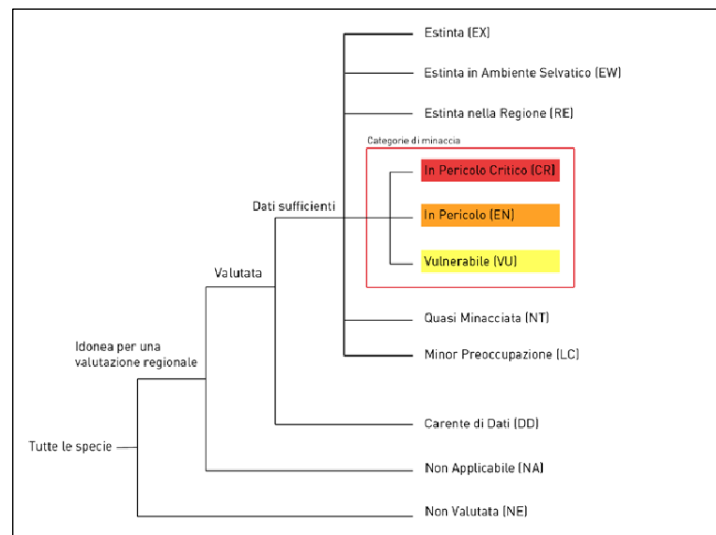 Estinta (EX)
Estinta in Ambiente Selvatico (EW)
Estinta nella Regione (RE)
Categorie di minaccia
In Pericolo Critico (CR)
Dati sufficienti
In Pericolo (EN)
Vulnerabile (VU)
Valutata
Quasi Minacciata (NT)
Idonea per una
valutazione regionale
Minor Preoccupazione (LC)
Carente di Dati (DD)
Tutte le specie
Non Applicabile (NA)
Non Valutata (NE)